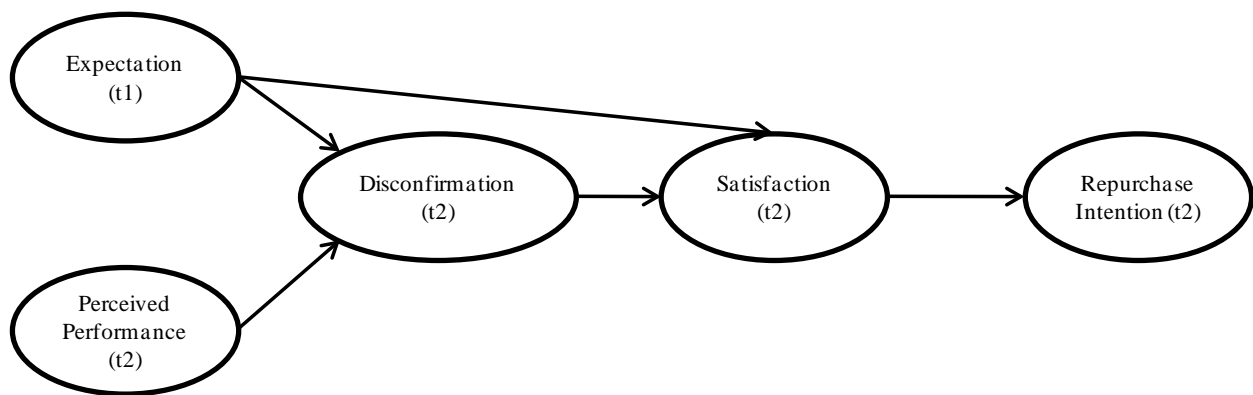 Expectation
(t1)
Disconfirmation
(t2)
Satisfaction
(t2)
Repurchase
Intention (t2)
Perceived
Performance
(t2)